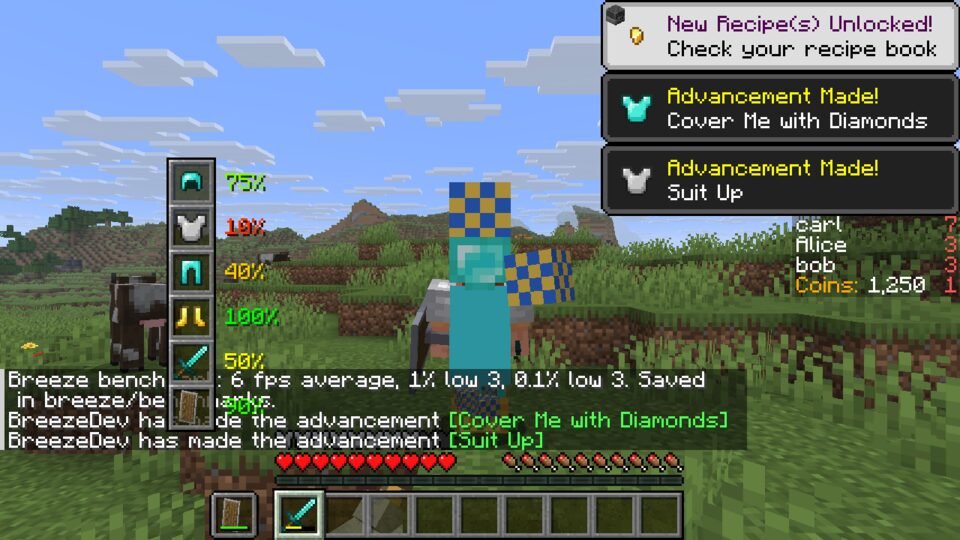 New Recipe(s) Unlocked!
Check your recipe book
Advancement Made!
Cover Me with Diamonds
Advancement Made!
Suit Up
carl 7
Alice 3
bob 3
Coins: 1,250 1
75%
10%
40%
100%
50%
90%
Breeze bench : 6 fps average, 1% low 3, 0.1% low 3. Saved
in breeze/be
BreezeDev has made the advancement [Cover Me with Diamonds]
BreezeDev has made the advancement [Suit Up]